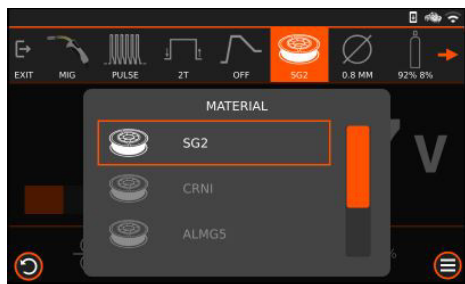 EXIT MIG PULSE 2T OFF SG2 0.8 MM 92% 8%
MATERIAL
SG2
CRNI
ALMG5
V
%